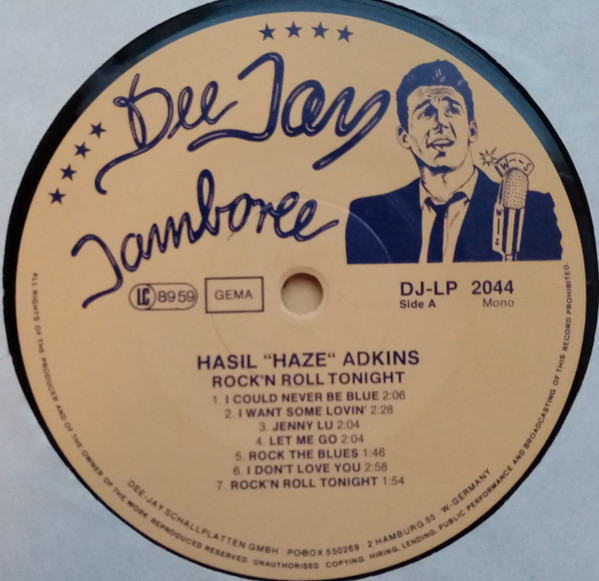 Dee Jay
Jamboree
W I S
W
I
LC 8959
GEMA
DJ-LP 2044
Side A Mono
HASIL "HAZE" ADKINS
ROCK'N ROLL TONIGHT
1. I COULD NEVER BE BLUE 2:06
2. I WANT SOME LOVIN' 2:28
3. JENNY LU 2:04
4. LET ME GO 2:04
5. ROCK THE BLUES 1:46
6. I DON'T LOVE YOU 2:58
7. ROCK'N ROLL TONIGHT 1:54
DEE-JAY SCHALLPLATTEN GMBH · POBOX 550269 · 2 HAMBURG 55 · W-GERMANY
ALL RIGHTS OF THE PRODUCER AND OF THE OWNER OF THE WORK REPRODUCED RESERVED. UNAUTHORISED COPYING, HIRING, LENDING, PUBLIC PERFORMANCE AND BROADCASTING OF THIS RECORD PROHIBITED.